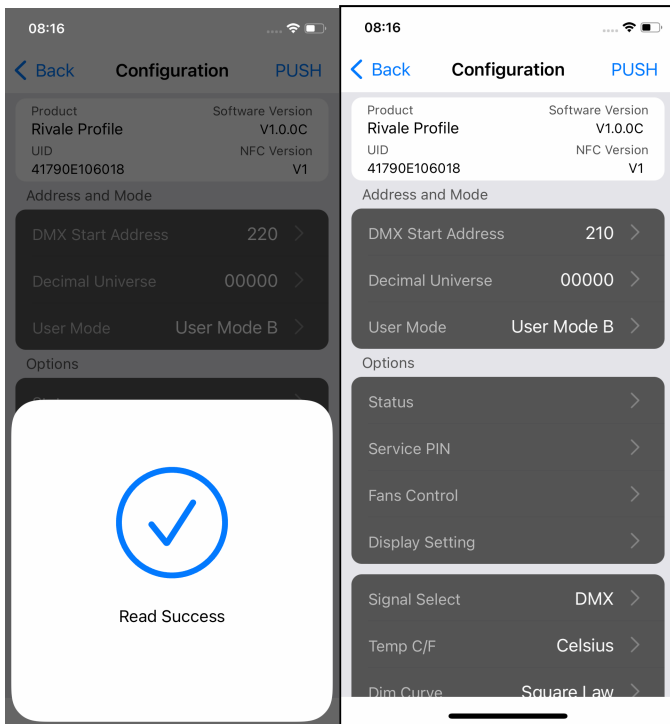 08:16
Back Configuration PUSH
Product Software Version
Rivale Profile V1.0.0C
UID NFC Version
41790E106018 V1
Address and Mode
DMX Start Address 220
Decimal Universe 00000
User Mode User Mode B
Options
Read Success
08:16
Back Configuration PUSH
Product Software Version
Rivale Profile V1.0.0C
UID NFC Version
41790E106018 V1
Address and Mode
DMX Start Address 210
Decimal Universe 00000
User Mode User Mode B
Options
Status
Service PIN
Fans Control
Display Setting
Signal Select DMX
Temp C/F Celsius
Dim Curve Square Law